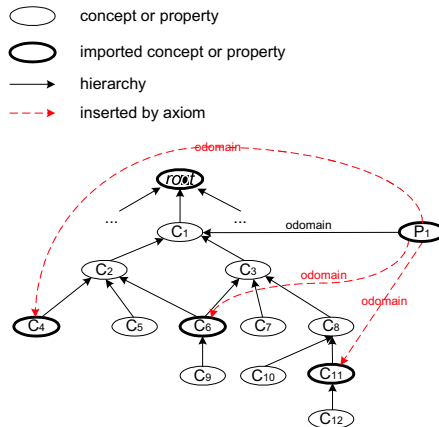 concept or property
imported concept or property
hierarchy
inserted by axiom
odomain
root
... ...
C1 odomain P1
C2 C3 odomain
odomain
C4 C5 C6 C7 C8
C9 C10 C11
C12